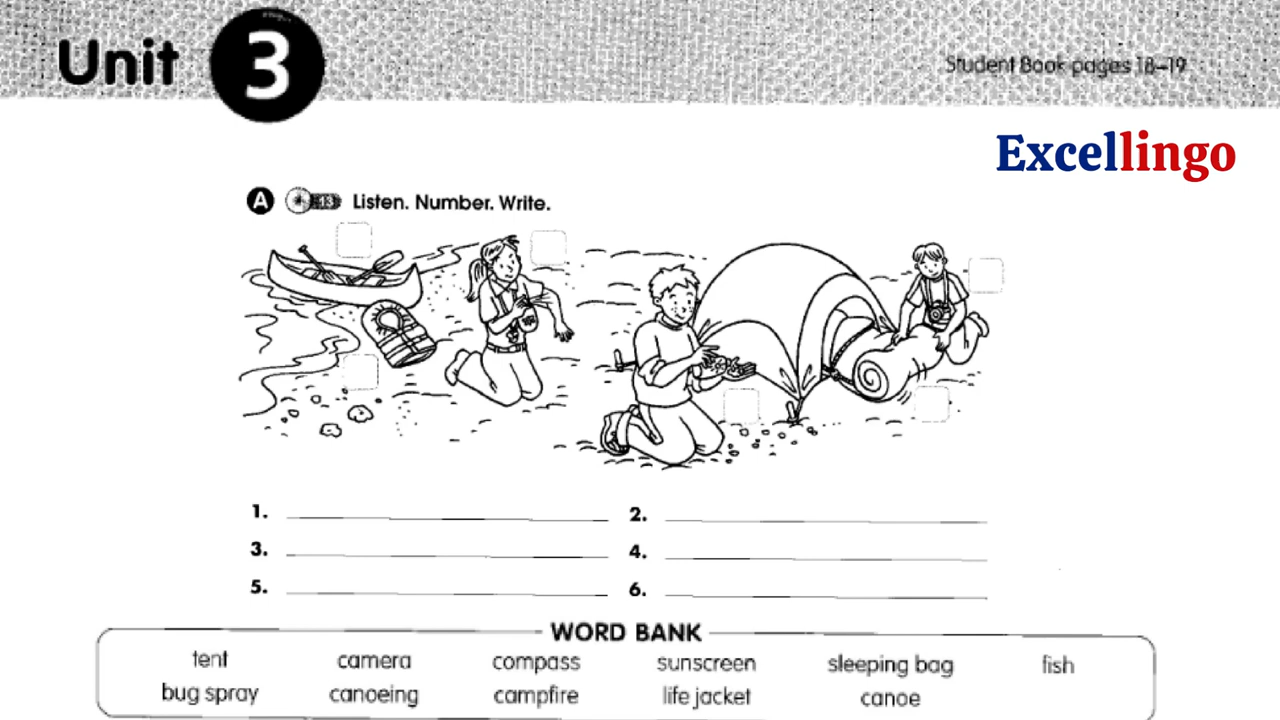 Unit 3
Student Book pages 18–19
Excellingo
A 13 Listen. Number. Write.
1. 2.
3. 4.
5. 6.
WORD BANK
tent camera compass sunscreen sleeping bag fish
bug spray canoeing campfire life jacket canoe